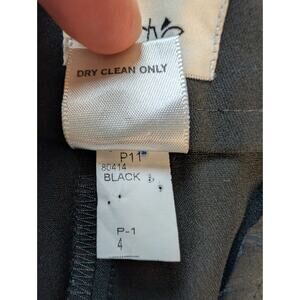 DRY CLEAN ONLY
P11
80414
BLACK
P-1
4